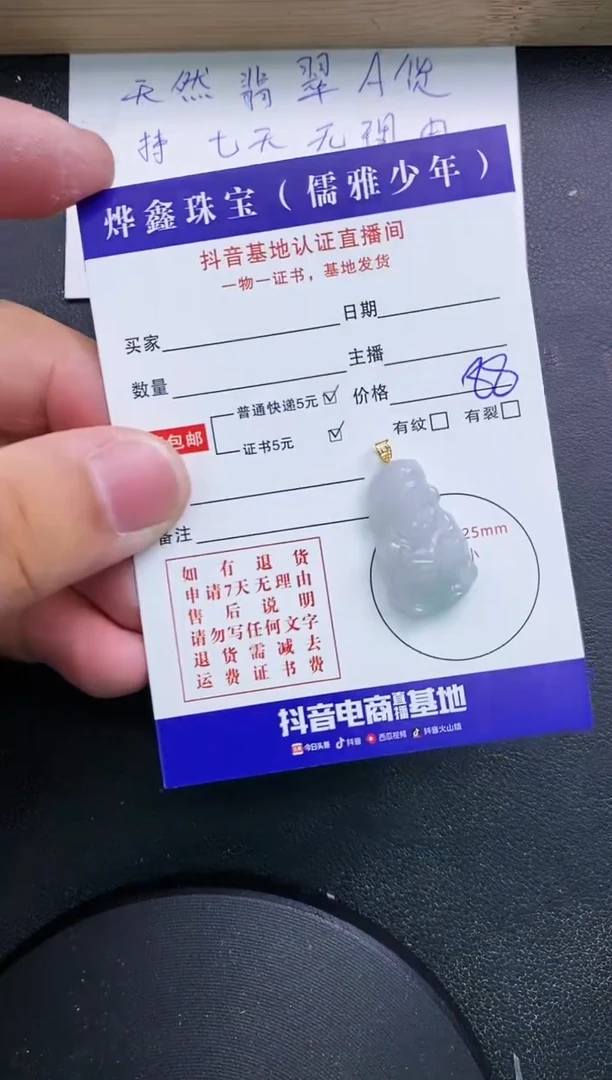 天然翡翠A货
持 七天无理由
烨鑫珠宝(儒雅少年)
抖音基地认证直播间
一物一证书，基地发货
买家 日期
数量 主播
包邮 普通快递5元 ☑ 价格 88
证书5元 ☑ 有纹□ 有裂□
备注
25mm
小
如有退货
申请7天无理由
售后说明
请勿写任何文字
退货需减去
运费证书费
抖音电商直播基地
今日头条 抖音 西瓜视频 抖音火山版